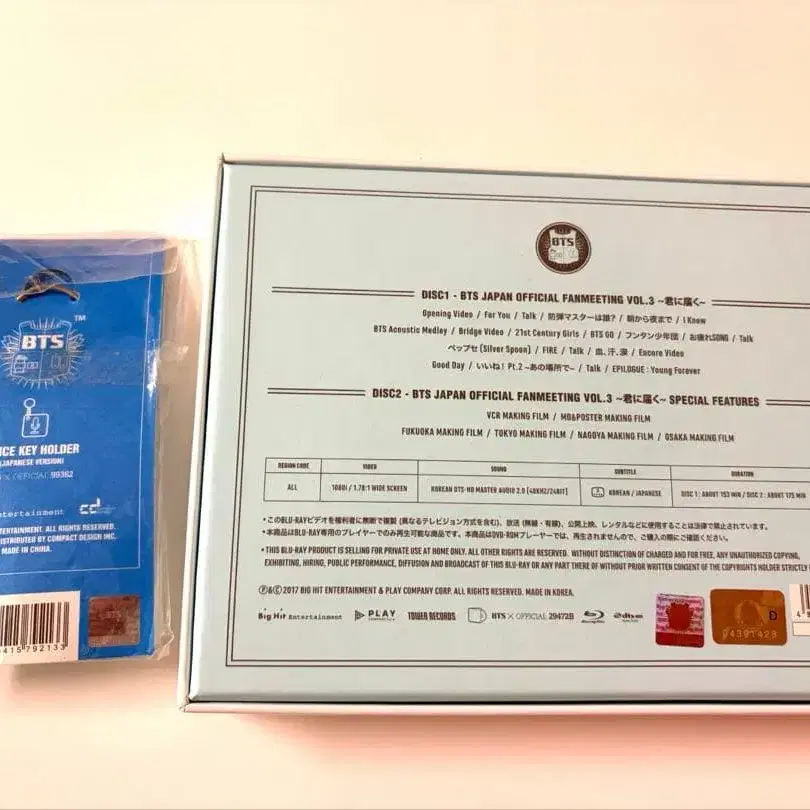 TM
BTS
ICE KEY HOLDER
(JAPANESE VERSION)
OFFICIAL 99362
entertainment
cd
ENTERTAINMENT. ALL RIGHTS RESERVED.
DISTRIBUTED BY COMPACT DESIGN INC.
MADE IN CHINA.
415792133
BTS
DISC1 - BTS JAPAN OFFICIAL FANMEETING VOL.3 ~君に届く~
Opening Video / For You / Talk / 防弾マスターは誰? / 朝から夜まで / I Know
BTS Acoustic Medley / Bridge Video / 21st Century Girls / BTS GO / フンタン少年団 / お疲れSONG / Talk
ペップセ (Silver Spoon) / FIRE / Talk / 血、汗、涙 / Encore Video
Good Day / いいね! Pt.2 ~あの場所で~ / Talk / EPILOGUE : Young Forever
DISC2 - BTS JAPAN OFFICIAL FANMEETING VOL.3 ~君に届く~ SPECIAL FEATURES
VCR MAKING FILM / MD&POSTER MAKING FILM
FUKUOKA MAKING FILM / TOKYO MAKING FILM / NAGOYA MAKING FILM / OSAKA MAKING FILM
REGION CODE VIDEO SOUND SUBTITLE DURATION
ALL 1080i / 1.78:1 WIDE SCREEN KOREAN DTS-HD MASTER AUDIO 2.0 [48KHZ/24BIT] KOREAN / JAPANESE DISC 1 : ABOUT 153 MIN / DISC 2 : ABOUT 175 MIN
•このBLU-RAYビデオを権利者に無断で複製 (異なるテレビジョン方式を含む)、放送 (無線・有線)、公開上映、レンタルなどに使用することは法律で禁止されています。
•本商品はBLU-RAY専用のプレイヤーでのみ再生可能な商品です。本商品はDVD-ROMプレーヤーでは、再生されませんので、ご購入の際にご確認ください。
•THIS BLU-RAY PRODUCT IS SELLING FOR PRIVATE USE AT HOME ONLY. ALL OTHER RIGHTS ARE RESERVED. WITHOUT DISTINCTION OF CHARGED AND FOR FREE, ANY UNAUTHORIZED COPYING,
EXHIBITING, HIRING, PUBLIC PERFORMANCE, DIFFUSION AND BROADCAST OF THIS BLU-RAY OR ANY PART THERE OF WITHOUT PRIOR WRITTEN CONSENT OF THE COPYRIGHTS HOLDER STRICTLY
Ⓟ&© 2017 BIG HIT ENTERTAINMENT & PLAY COMPANY CORP. ALL RIGHTS RESERVED. MADE IN KOREA.
Big Hit Entertainment PLAY COMPANY TOWER RECORDS BTS × OFFICIAL 29472B Blu-ray Disc 2disc
D
04391429